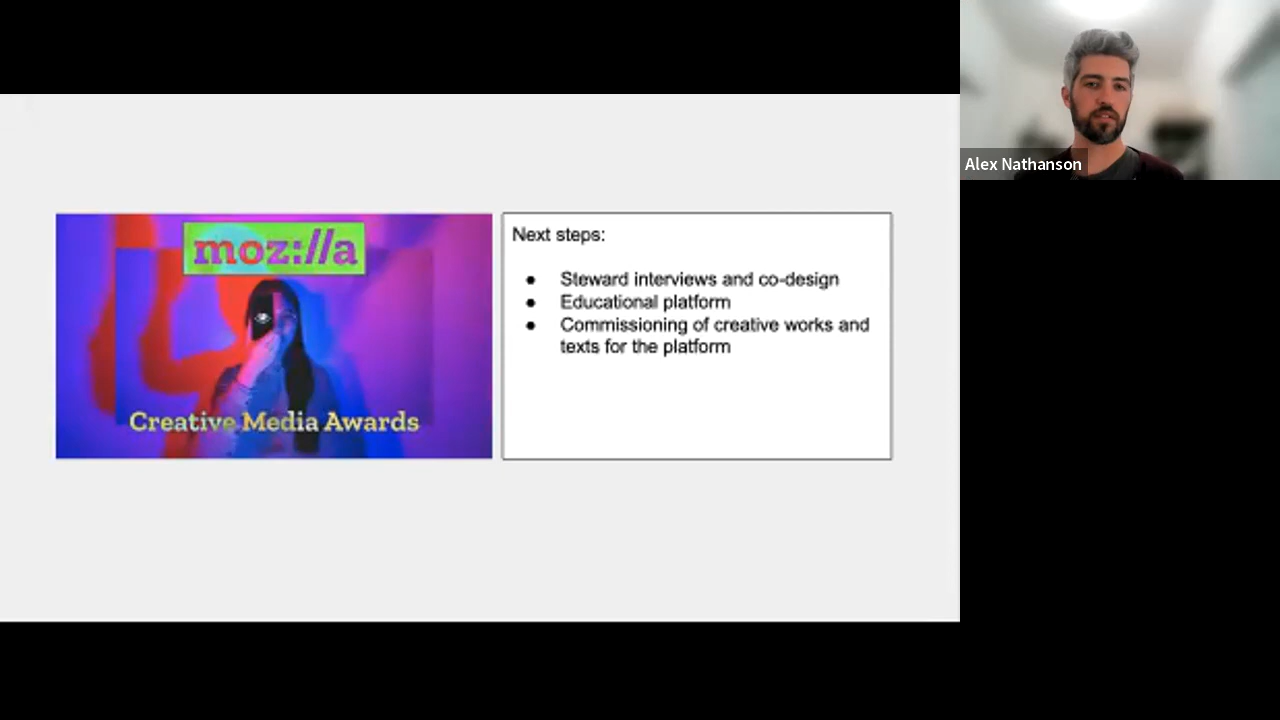 moz://a
Creative Media Awards
Next steps:
● Steward interviews and co-design
● Educational platform
● Commissioning of creative works and
texts for the platform
Alex Nathanson